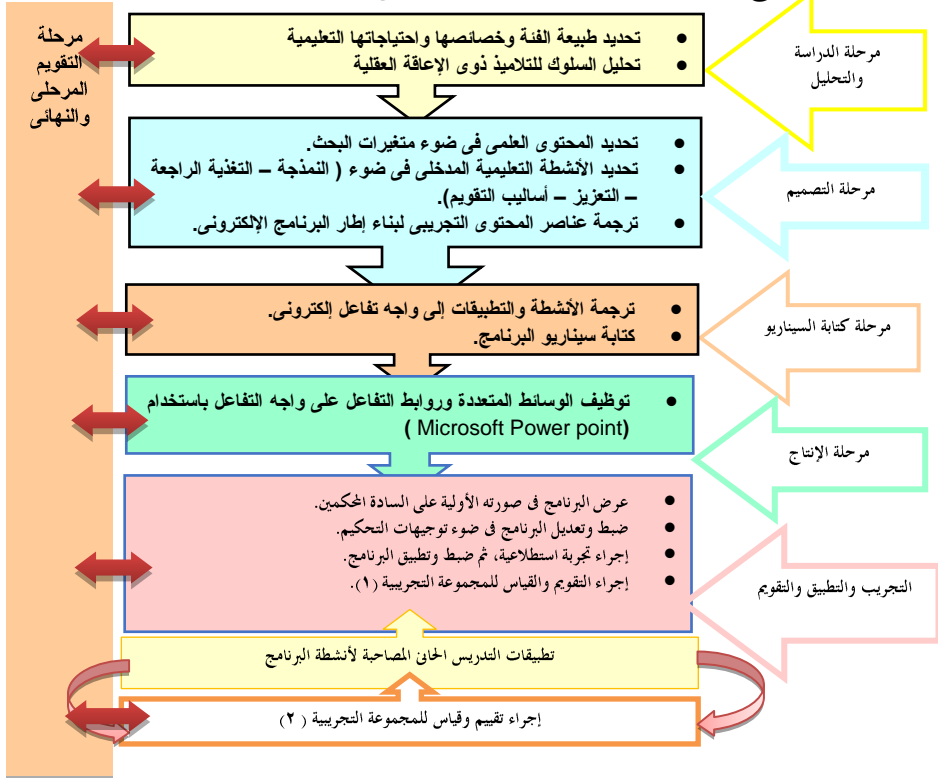 مرحلة
التقويم
المرحلى
والنهائى
مرحلة الدراسة
والتحليل
● تحديد طبيعة الفئة وخصائصها واحتياجاتها التعليمية
● تحليل السلوك للتلاميذ ذوى الإعاقة العقلية
مرحلة التصميم
● تحديد المحتوى العلمى فى ضوء متغيرات البحث.
● تحديد الأنشطة التعليمية المدخلى فى ضوء ( النمذجة – التغذية الراجعة
– التعزيز – أساليب التقويم).
● ترجمة عناصر المحتوى التجريبى لبناء إطار البرنامج الإلكترونى.
مرحلة كتابة السيناريو
● ترجمة الأنشطة والتطبيقات إلى واجه تفاعل إلكترونى.
● كتابة سيناريو البرنامج.
مرحلة الإنتاج
● توظيف الوسائط المتعددة وروابط التفاعل على واجه التفاعل باستخدام
(Microsoft Power point )
التجريب والتطبيق والتقويم
● عرض البرنامج فى صورته الأولية على السادة المحكمين.
● ضبط وتعديل البرنامج فى ضوء توجيهات التحكيم.
● إجراء تجربة استطلاعية، ثم ضبط وتطبيق البرنامج.
● إجراء التقويم والقياس للمجموعة التجريبية (١).
تطبيقات التدريس الحانى المصاحبة لأنشطة البرنامج
إجراء تقييم وقياس للمجموعة التجريبية ( ٢ )